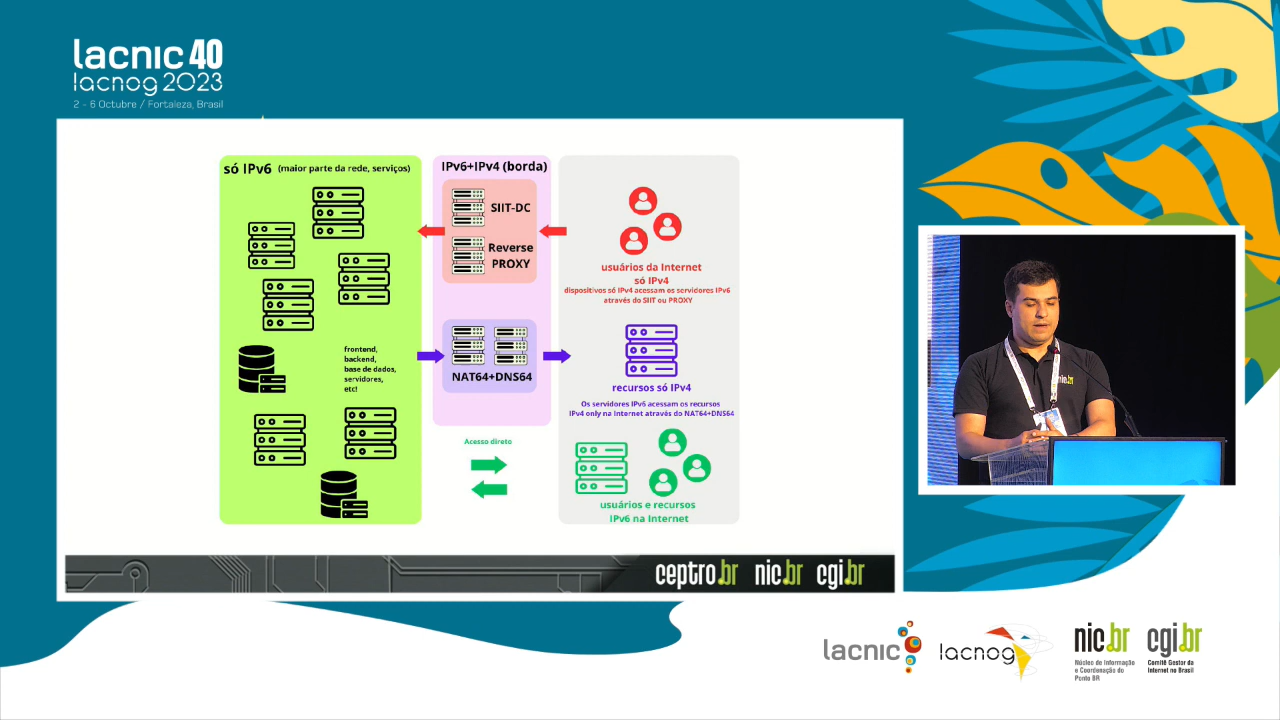 lacnic 40
lacnog 2023
2 - 6 Octubre / Fortaleza, Brasil
só IPv6 (maior parte da rede, serviços)
frontend,
backend,
base de dados,
servidores,
etc!
IPv6+IPv4 (borda)
SIIT-DC
Reverse
PROXY
NAT64+DNS64
Acesso direto
usuários da Internet
só IPv4
dispositivos só IPv4 acessam os servidores IPv6
através do SIIT ou PROXY
recursos só IPv4
Os servidores IPv6 acessam os recursos
IPv4 only na Internet através do NAT64+DNS64
usuários e recursos
IPv6 na Internet
ceptro.br nic.br cgi.br
nic.br
lacnic
lacnog
nic.br
Núcleo de Informação
e Coordenação do
Ponto BR
cgi.br
Comitê Gestor da
Internet no Brasil